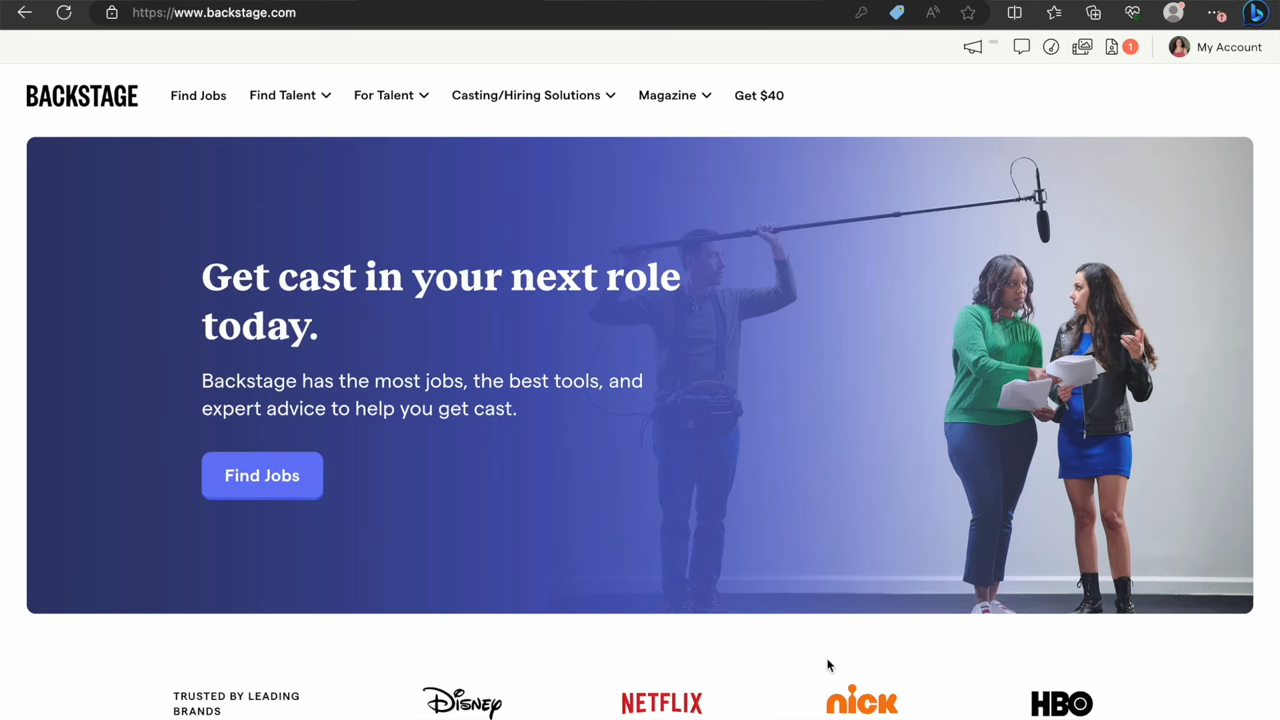 https://www.backstage.com
1
My Account
BACKSTAGE
Find Jobs
Find Talent
For Talent
Casting/Hiring Solutions
Magazine
Get $40
Get cast in your next role
today.
Backstage has the most jobs, the best tools, and
expert advice to help you get cast.
Find Jobs
TRUSTED BY LEADING
BRANDS
Disney
NETFLIX
nick
HBO